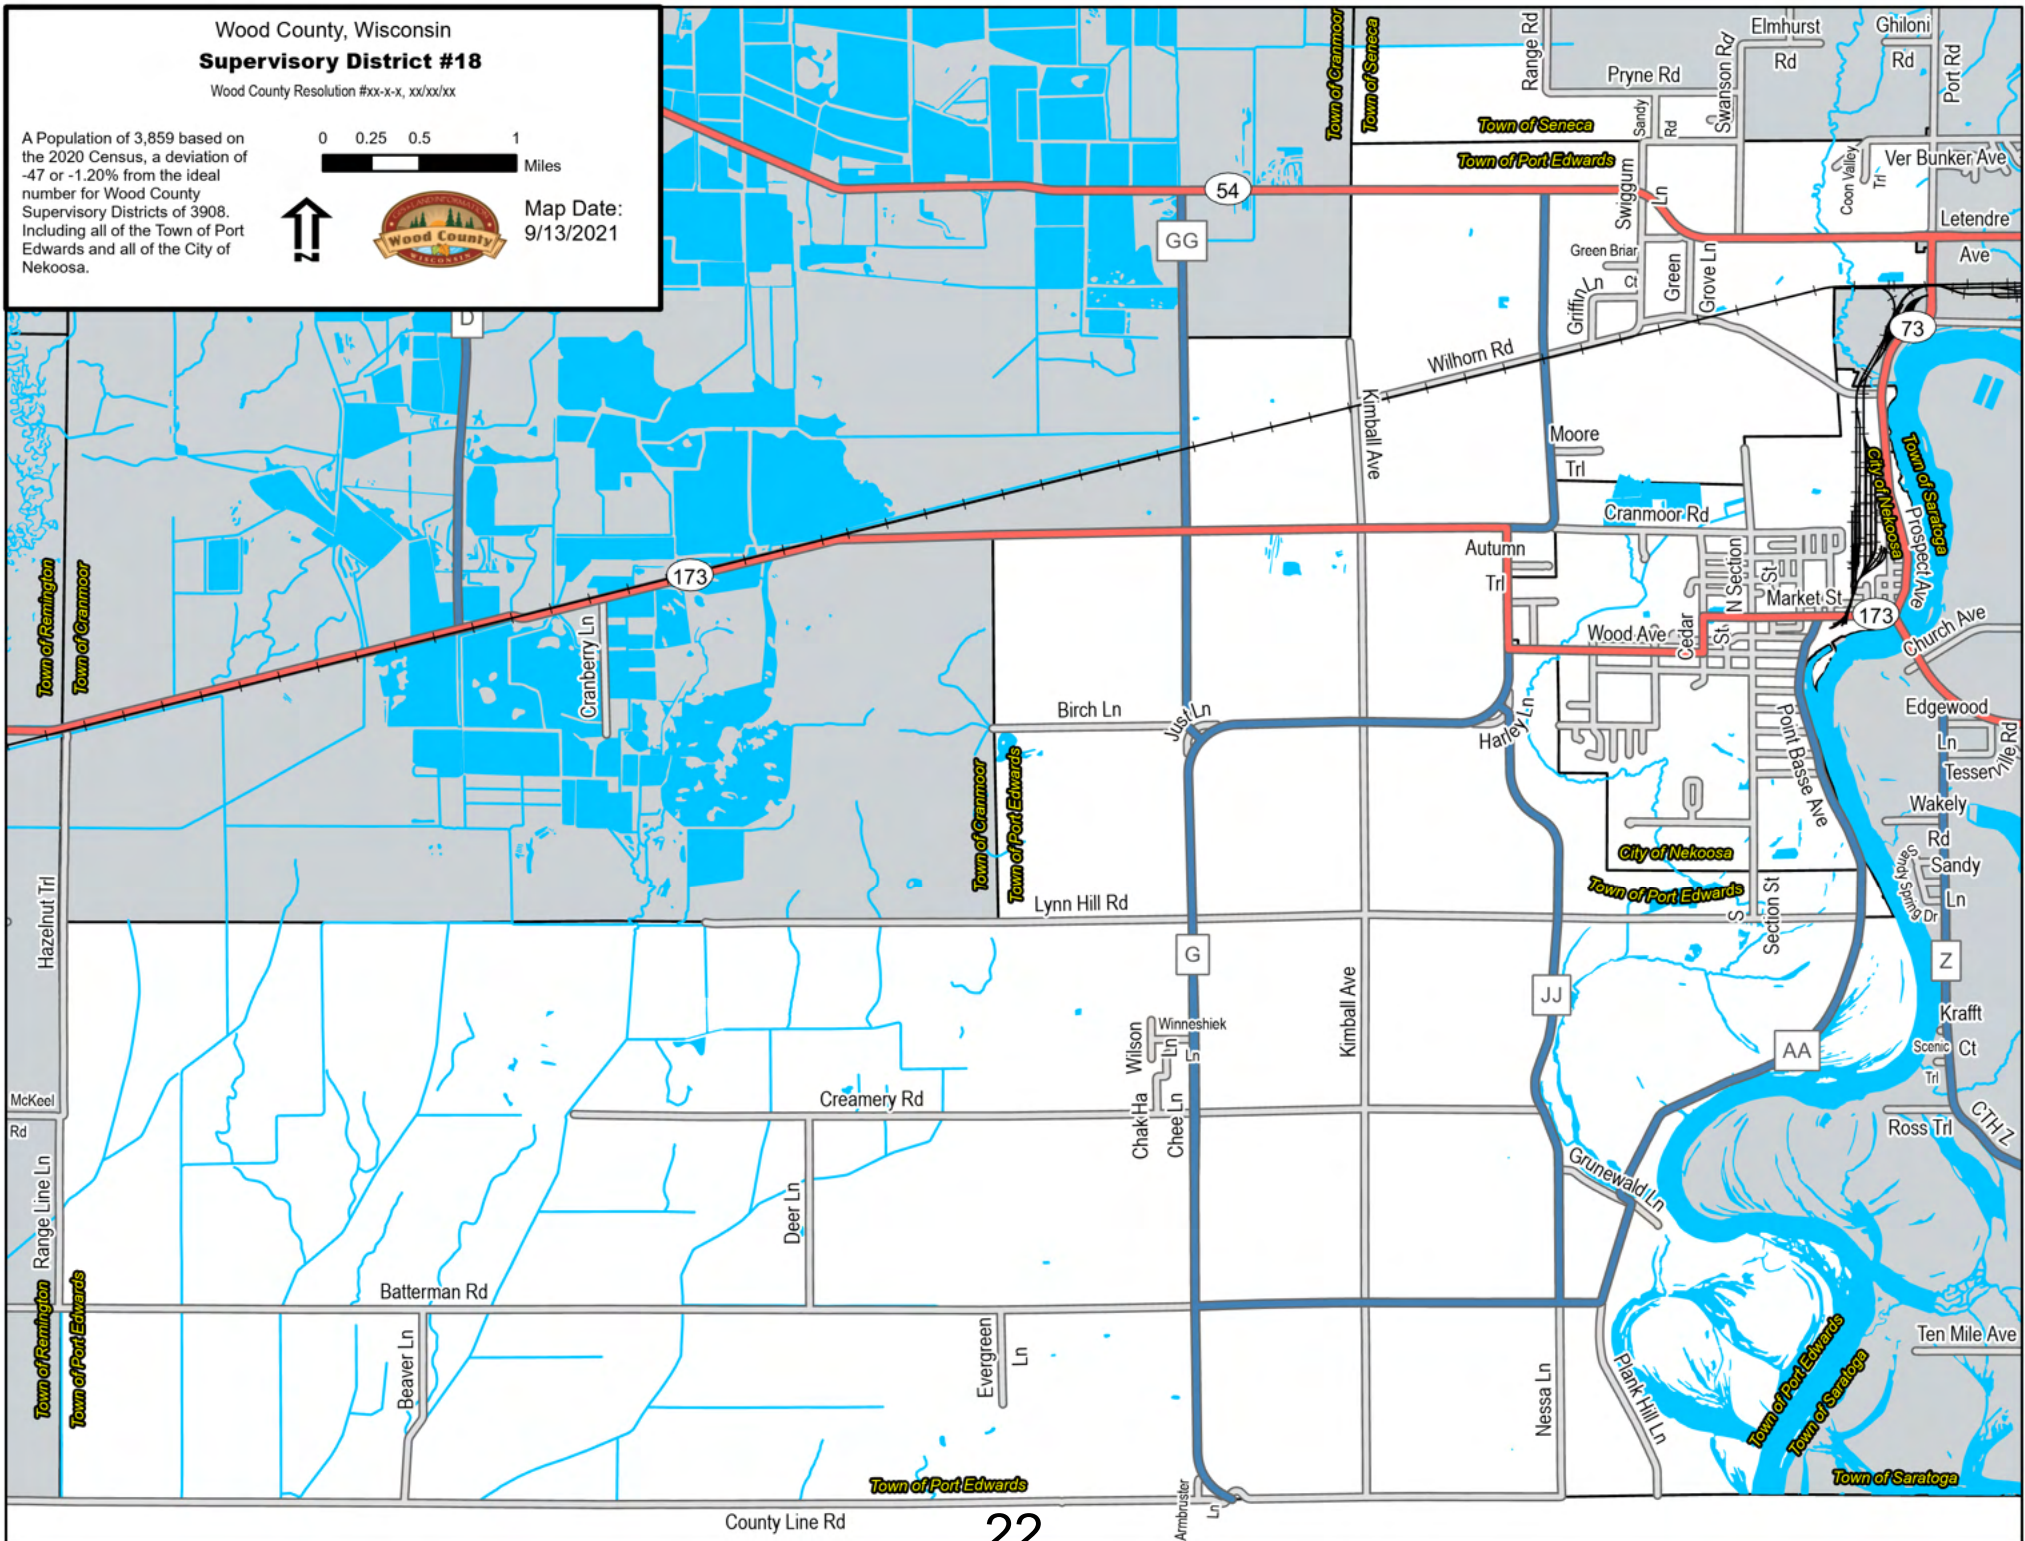 Wood County, Wisconsin
Supervisory District #18
Wood County Resolution #xx-x-x, xx/xx/xx
A Population of 3,859 based on
the 2020 Census, a deviation of
-47 or -1.20% from the ideal
number for Wood County
Supervisory Districts of 3908.
Including all of the Town of Port
Edwards and all of the City of
Nekoosa.
0 0.25 0.5 1
Miles
N
Wood County
WISCONSIN
Map Date:
9/13/2021
Town of Cranmoor
Town of Seneca
Range Rd
Pryne Rd
Sandy
Rd
Swanson Rd
Elmhurst
Rd
Ghiloni
Rd
Port Rd
Town of Seneca
Town of Port Edwards
Coon Valley
Trl
Ver Bunker Ave
54
Swiggum
Ln
Letendre
Ave
GG
Green Briar
Ct
Griffin Ln
Green
Grove Ln
D
73
Wilhorn Rd
Kimball Ave
Moore
Trl
City of Nekoosa
Town of Saratoga
Prospect Ave
Cranmoor Rd
Autumn
Trl
N Section
St
Market St
173
173
Town of Remington
Town of Cranmoor
Cranberry Ln
Wood Ave
Cedar
St
Church Ave
Birch Ln
Just Ln
Harley Ln
Point Basse Ave
Edgewood
Ln
Tesserville Rd
Town of Cranmoor
Town of Port Edwards
Wakely
Rd
City of Nekoosa
Town of Port Edwards
Sandy
Ln
Sandy Spring Dr
Hazelnut Trl
Lynn Hill Rd
S
Section St
G
Z
JJ
Kimball Ave
Wilson
Ln
Winneshiek
Ln
Krafft
Ct
Scenic
Trl
AA
McKeel
Rd
Creamery Rd
Chak Ha
Chee Ln
Ross Trl
CTH Z
Range Line Ln
Deer Ln
Grunewald Ln
Batterman Rd
Town of Remington
Town of Port Edwards
Beaver Ln
Evergreen
Ln
Nessa Ln
Plank Hill Ln
Ten Mile Ave
Town of Port Edwards
Town of Saratoga
Town of Port Edwards
Town of Saratoga
Armbruster
Ln
County Line Rd
22